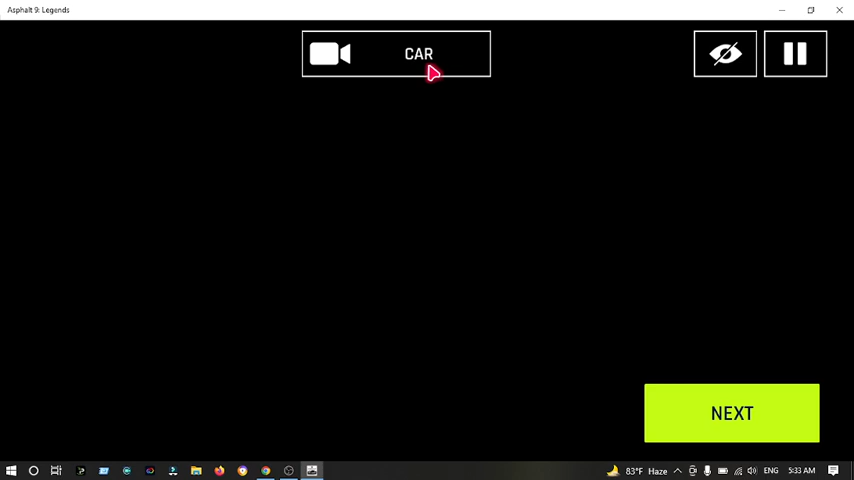 Asphalt 9: Legends
CAR
NEXT
83°F Haze
ENG
5:33 AM